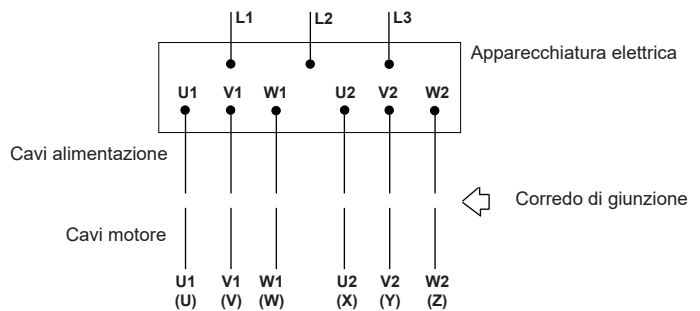 L1 L2 L3
Apparecchiatura elettrica
U1 V1 W1 U2 V2 W2
Cavi alimentazione
Corredo di giunzione
Cavi motore
U1 V1 W1 U2 V2 W2
(U) (V) (W) (X) (Y) (Z)